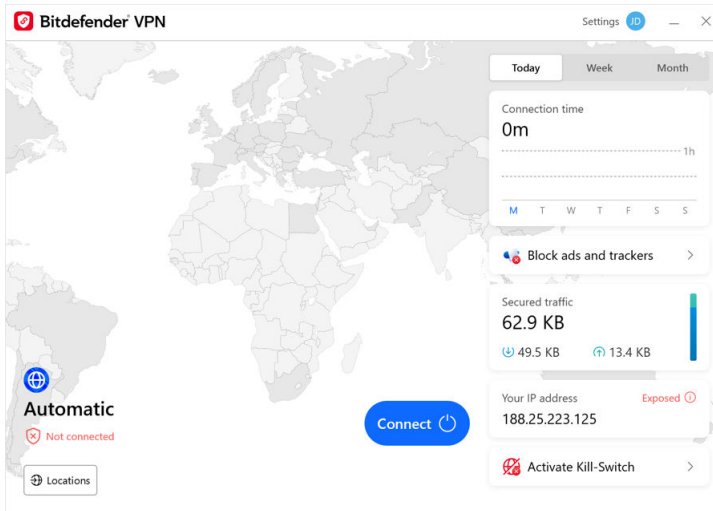 Bitdefender® VPN
Settings JD
Today Week Month
Connection time
0m
1h
M T W T F S S
Block ads and trackers
Secured traffic
62.9 KB
49.5 KB 13.4 KB
Your IP address Exposed
188.25.223.125
Activate Kill-Switch
Automatic
Not connected
Locations
Connect